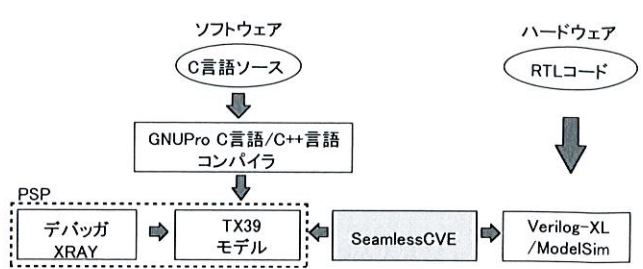 ソフトウェア
ハードウェア
C言語ソース
RTLコード
GNUPro C言語/C++言語
コンパイラ
PSP
デバッガ
XRAY
TX39
モデル
SeamlessCVE
Verilog-XL
/ModelSim